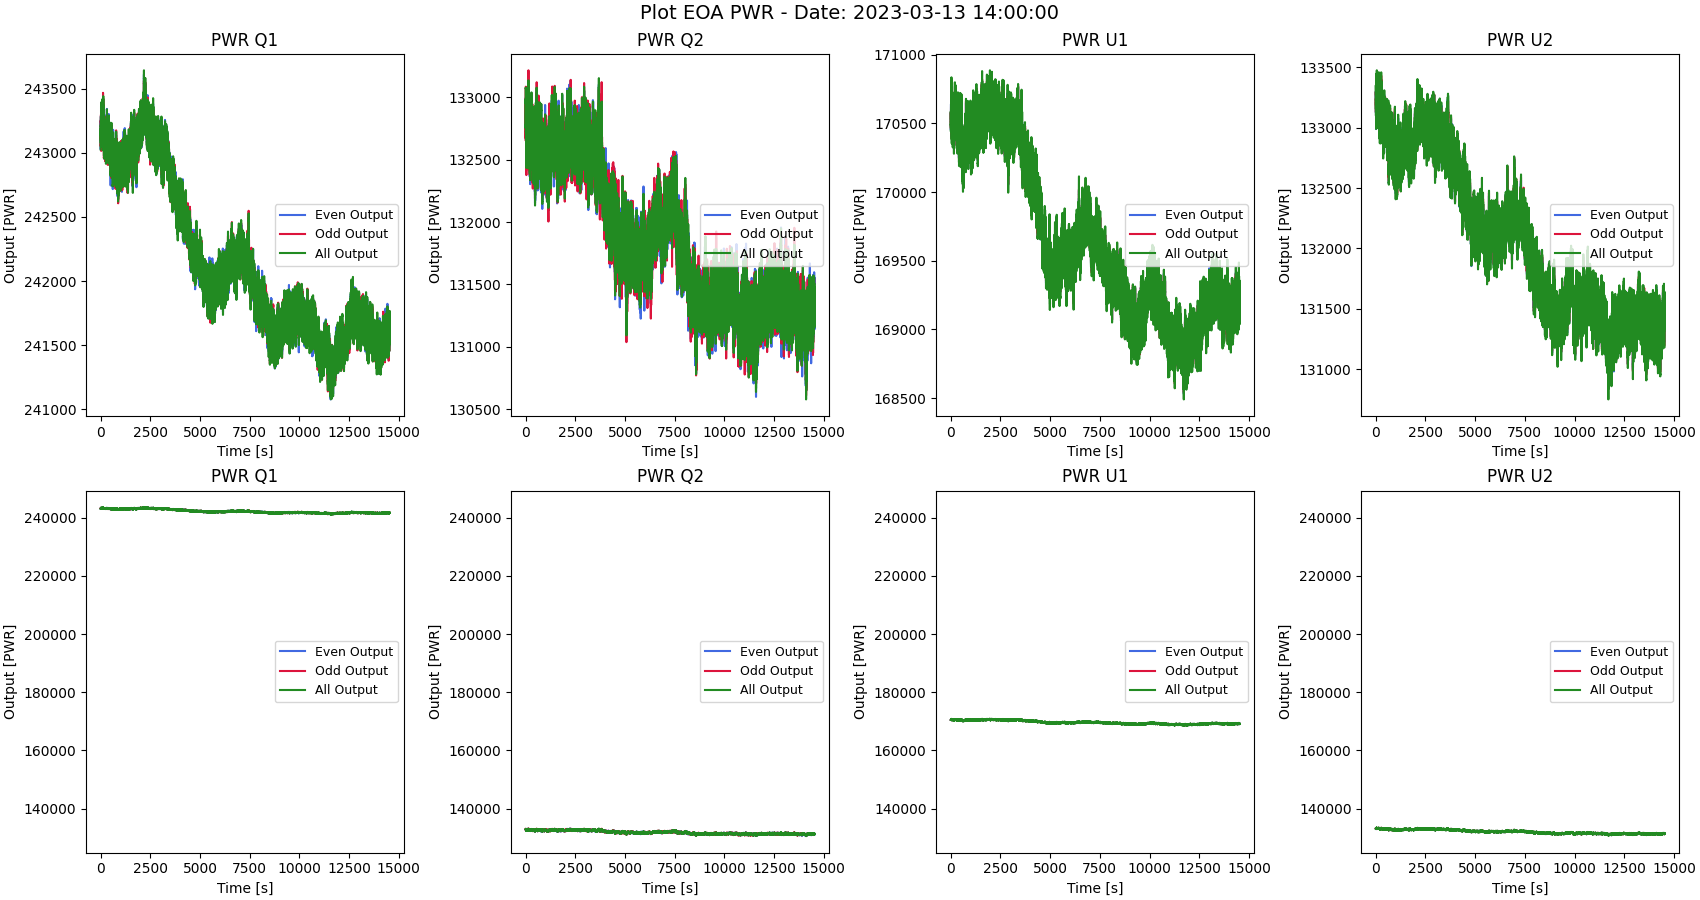 Plot EOA PWR - Date: 2023-03-13 14:00:00
PWR Q1
Output [PWR]
243500
243000
242500
242000
241500
241000
Even Output
Odd Output
All Output
0 2500 5000 7500 10000 12500 15000
Time [s]
PWR Q2
Output [PWR]
133000
132500
132000
131500
131000
130500
Even Output
Odd Output
All Output
0 2500 5000 7500 10000 12500 15000
Time [s]
PWR U1
Output [PWR]
171000
170500
170000
169500
169000
168500
Even Output
Odd Output
All Output
0 2500 5000 7500 10000 12500 15000
Time [s]
PWR U2
Output [PWR]
133500
133000
132500
132000
131500
131000
Even Output
Odd Output
All Output
0 2500 5000 7500 10000 12500 15000
Time [s]
PWR Q1
Output [PWR]
240000
220000
200000
180000
160000
140000
Even Output
Odd Output
All Output
0 2500 5000 7500 10000 12500 15000
Time [s]
PWR Q2
Output [PWR]
240000
220000
200000
180000
160000
140000
Even Output
Odd Output
All Output
0 2500 5000 7500 10000 12500 15000
Time [s]
PWR U1
Output [PWR]
240000
220000
200000
180000
160000
140000
Even Output
Odd Output
All Output
0 2500 5000 7500 10000 12500 15000
Time [s]
PWR U2
Output [PWR]
240000
220000
200000
180000
160000
140000
Even Output
Odd Output
All Output
0 2500 5000 7500 10000 12500 15000
Time [s]